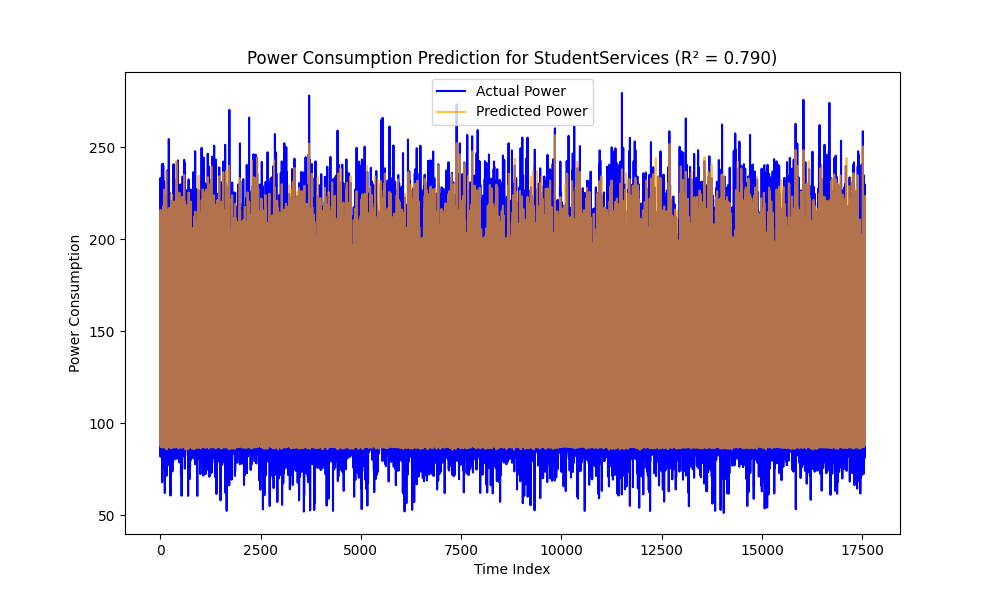 Power Consumption Prediction for StudentServices (R² = 0.790)
Actual Power
Predicted Power
Power Consumption
250
200
150
100
50
0
2500
5000
7500
10000
12500
15000
17500
Time Index